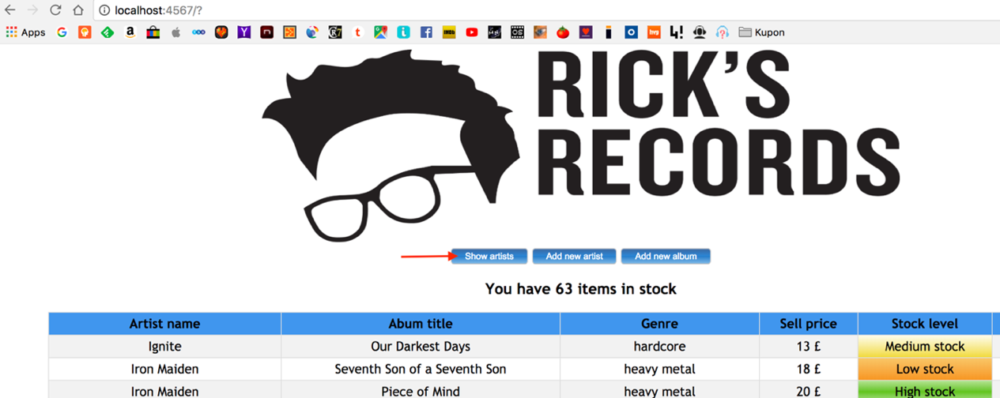 localhost:4567/?
Apps
Kupon
RICK'S
RECORDS
Show artists Add new artist Add new album
You have 63 items in stock
Artist name Abum title Genre Sell price Stock level
Ignite Our Darkest Days hardcore 13 £ Medium stock
Iron Maiden Seventh Son of a Seventh Son heavy metal 18 £ Low stock
Iron Maiden Piece of Mind heavy metal 20 £ High stock